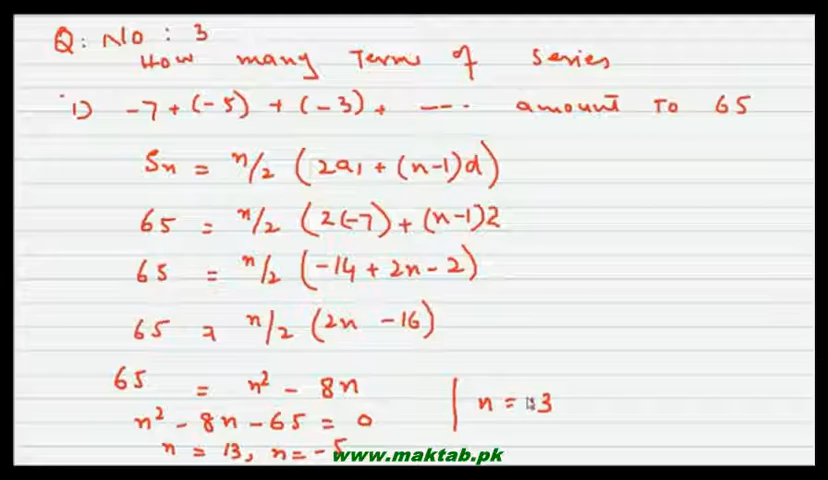 Q: No : 3
How many Terms of series
i) -7 + (-5) + (-3) + ---- amount to 65
Sn = n/2 (2a1 + (n-1)d)
65 = n/2 (2(-7) + (n-1)2
65 = n/2 (-14 + 2n - 2)
65 = n/2 (2n - 16)
65 = n² - 8n
n² - 8n - 65 = 0
n = 13, n = -5
n = 13
www.maktab.pk